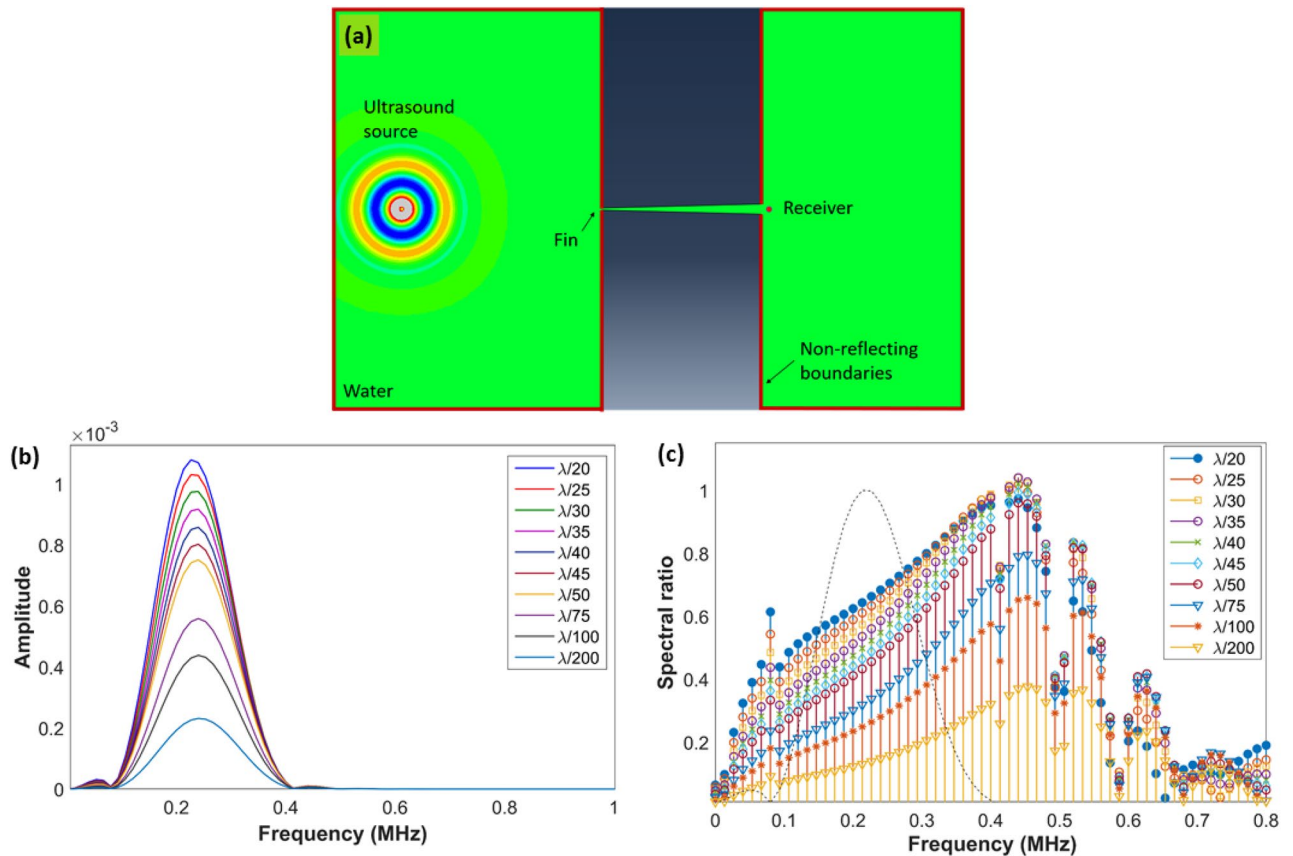 (a)
Ultrasound
source
Fin
Receiver
Non-reflecting
boundaries
Water
(b)
×10⁻³
Amplitude
1
0.8
0.6
0.4
0.2
0
0.2
0.4
0.6
0.8
1
Frequency (MHz)
λ/20
λ/25
λ/30
λ/35
λ/40
λ/45
λ/50
λ/75
λ/100
λ/200
(c)
Spectral ratio
1
0.8
0.6
0.4
0.2
0
0.1
0.2
0.3
0.4
0.5
0.6
0.7
0.8
Frequency (MHz)
λ/20
λ/25
λ/30
λ/35
λ/40
λ/45
λ/50
λ/75
λ/100
λ/200